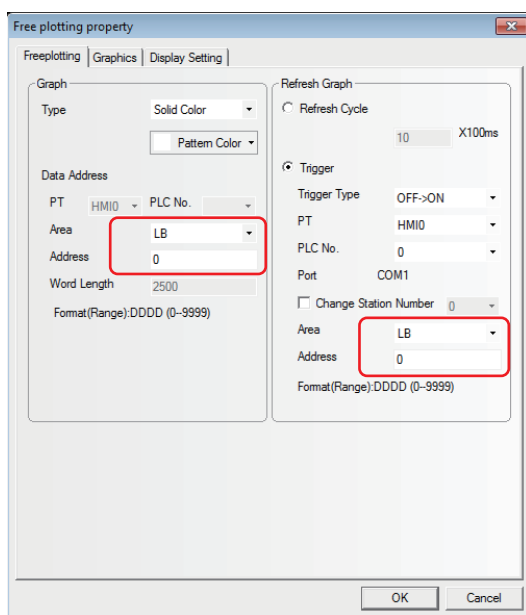 Free plotting property
Freeplotting Graphics Display Setting
Graph
Type Solid Color
Pattern Color
Data Address
PT HMI0 PLC No.
Area LB
Address 0
Word Length 2500
Format(Range):DDDD (0--9999)
Refresh Graph
Refresh Cycle
10 X100ms
Trigger
Trigger Type OFF->ON
PT HMI0
PLC No. 0
Port COM1
Change Station Number 0
Area LB
Address 0
Format(Range):DDDD (0--9999)
OK Cancel